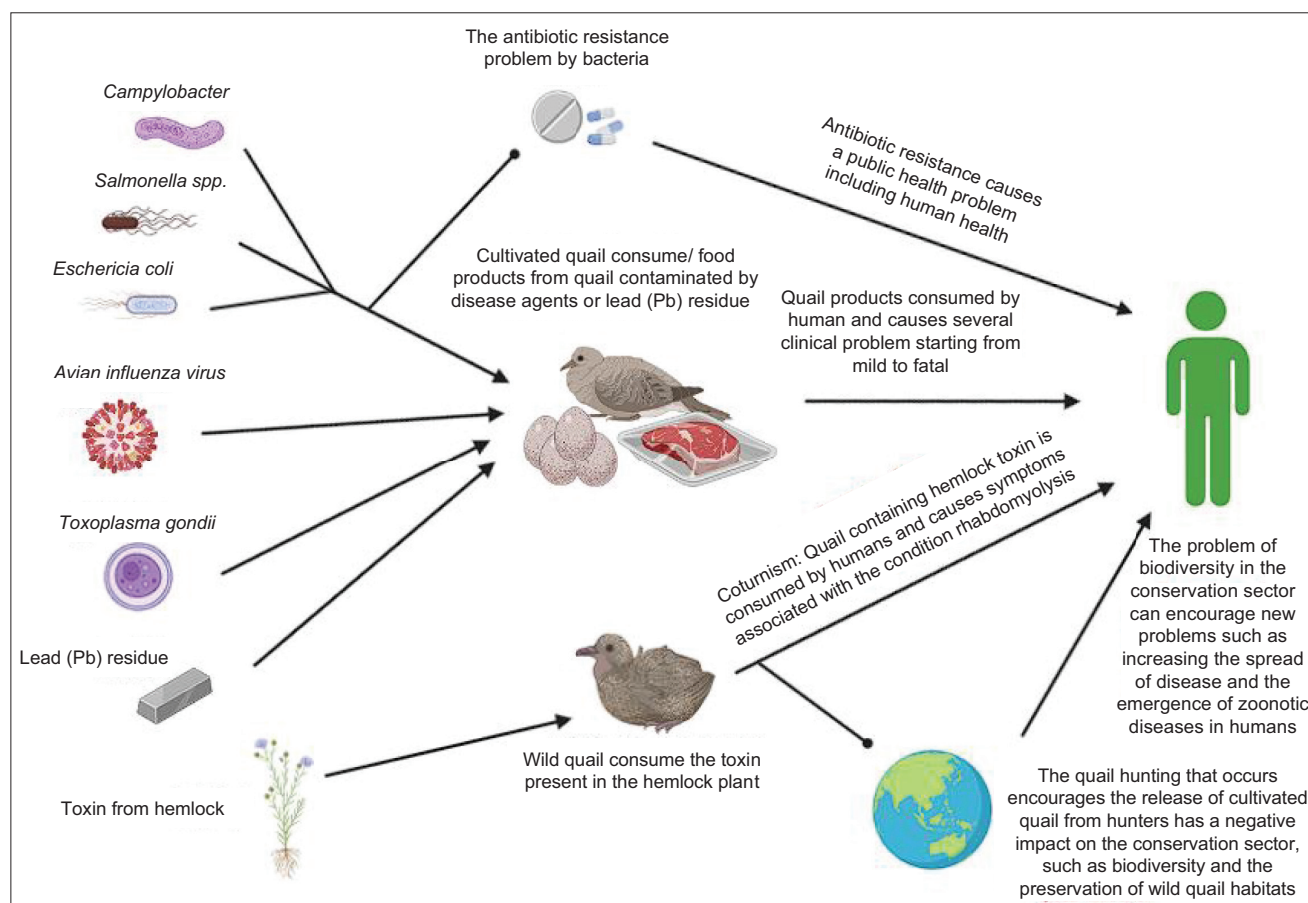 The antibiotic resistance
problem by bacteria
Campylobacter
Salmonella spp.
Eschericia coli
Avian influenza virus
Toxoplasma gondii
Lead (Pb) residue
Toxin from hemlock
Cultivated quail consume/ food
products from quail contaminated by
disease agents or lead (Pb) residue
Wild quail consume the toxin
present in the hemlock plant
Antibiotic resistance causes
a public health problem
including human health
Quail products consumed by
human and causes several
clinical problem starting from
mild to fatal
Coturnism: Quail containing hemlock toxin is
consumed by humans and causes symptoms
associated with the condition rhabdomyolysis
The problem of
biodiversity in the
conservation sector
can encourage new
problems such as
increasing the spread
of disease and the
emergence of zoonotic
diseases in humans
The quail hunting that occurs
encourages the release of cultivated
quail from hunters has a negative
impact on the conservation sector,
such as biodiversity and the
preservation of wild quail habitats